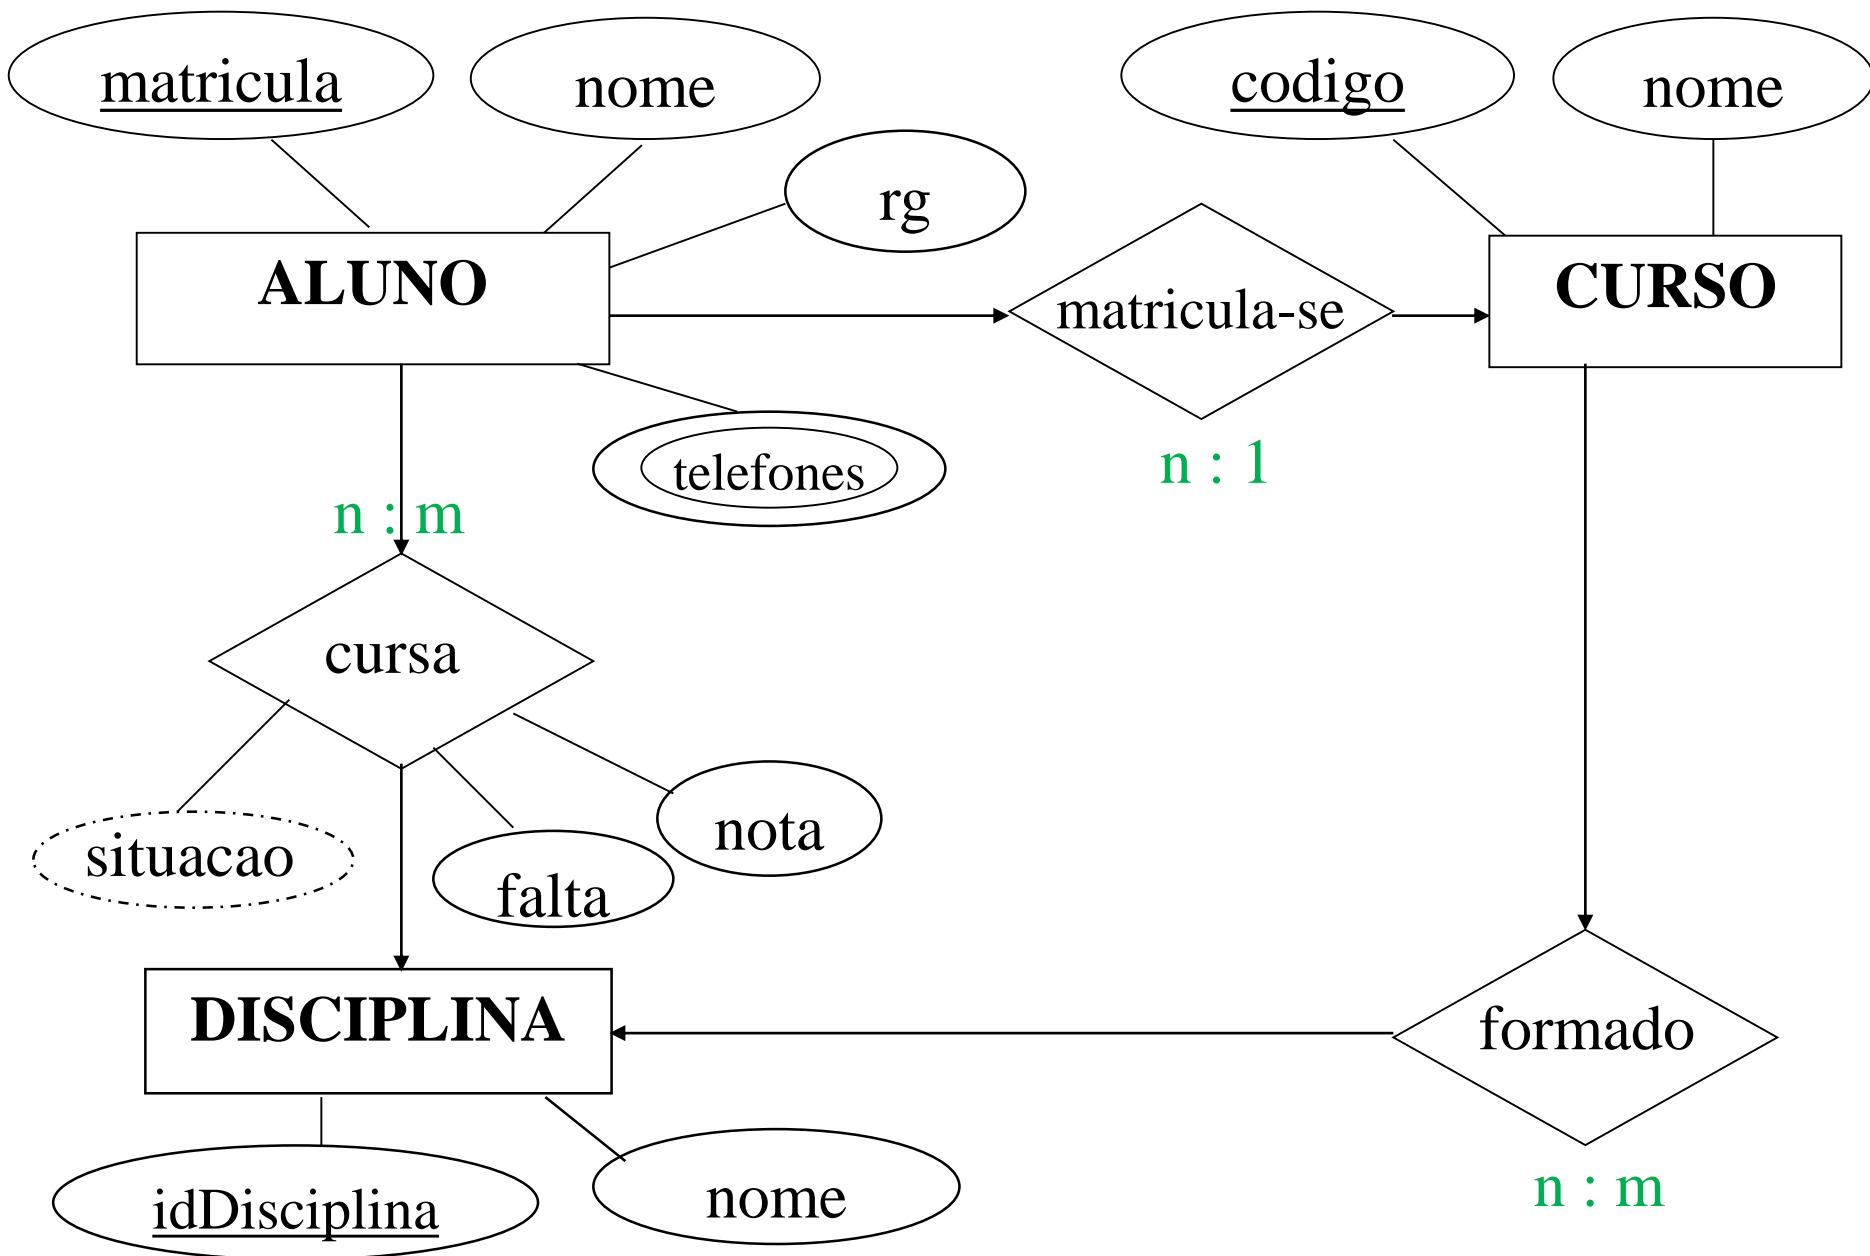 matricula
nome
codigo
nome
rg
ALUNO
matricula-se
CURSO
telefones
n : 1
n : m
cursa
situacao
falta
nota
DISCIPLINA
formado
idDisciplina
nome
n : m